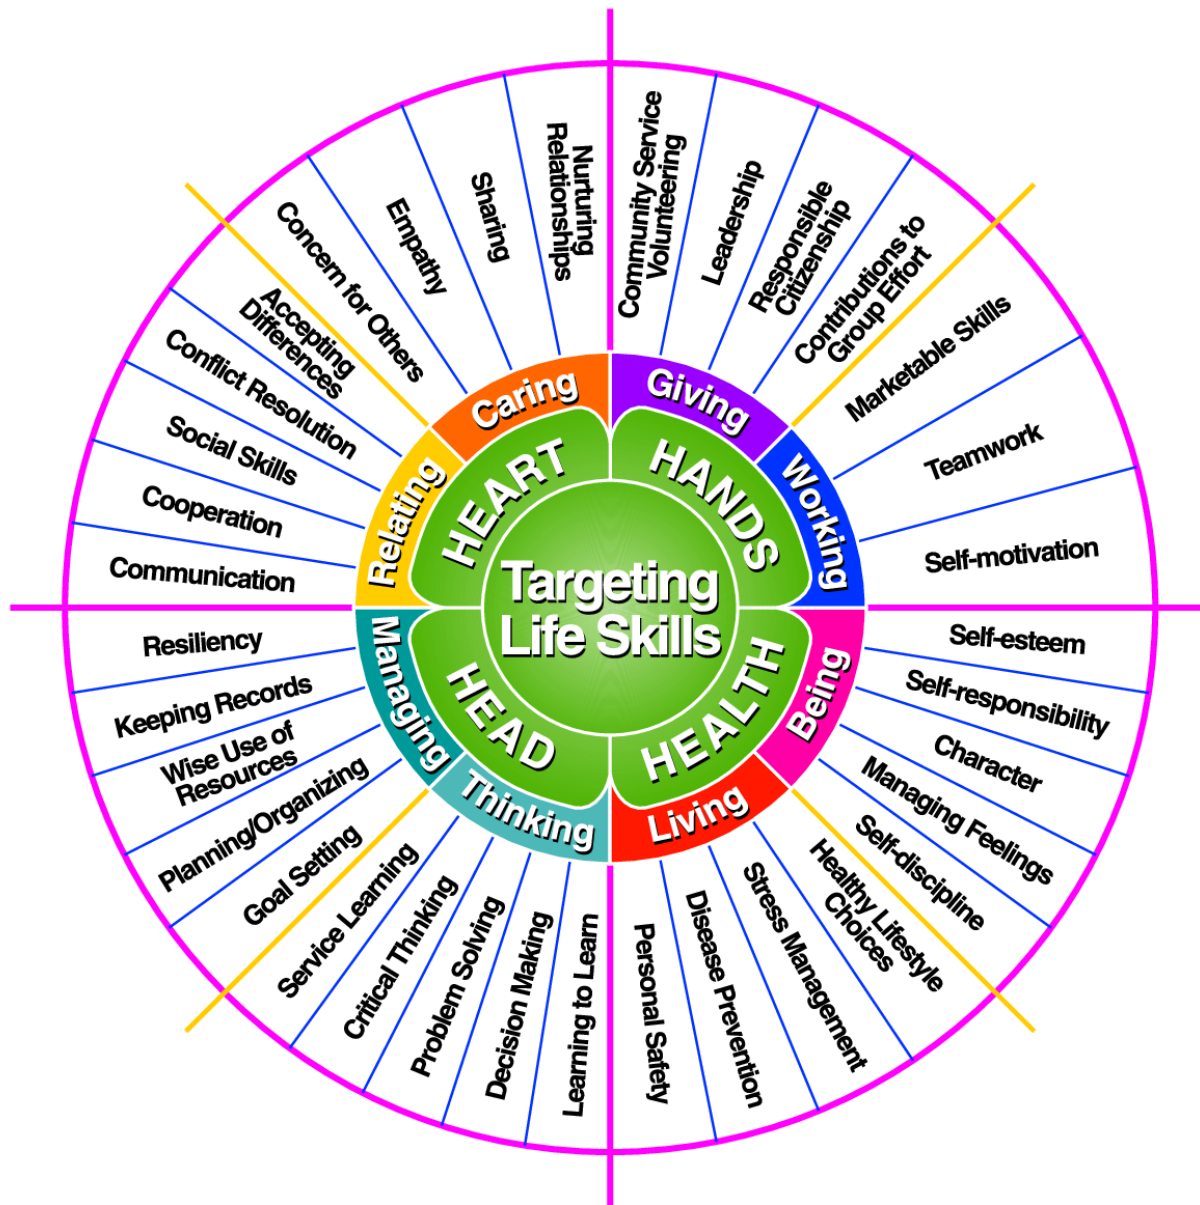 Targeting
Life Skills
HEART
HANDS
HEALTH
HEAD
Caring
Giving
Working
Being
Living
Thinking
Managing
Relating
Nurturing
Relationships
Sharing
Empathy
Concern for Others
Community Service
Volunteering
Leadership
Responsible
Citizenship
Contributions to
Group Effort
Marketable Skills
Teamwork
Self-motivation
Self-esteem
Self-responsibility
Character
Managing Feelings
Self-discipline
Healthy Lifestyle
Choices
Stress Management
Disease Prevention
Personal Safety
Learning to Learn
Decision Making
Problem Solving
Critical Thinking
Service Learning
Goal Setting
Planning/Organizing
Wise Use of
Resources
Keeping Records
Resiliency
Communication
Cooperation
Social Skills
Conflict Resolution
Accepting
Differences